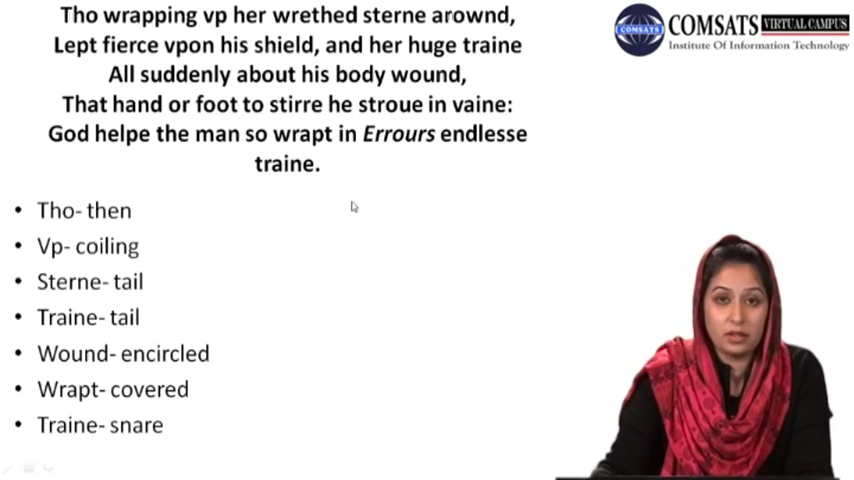 Tho wrapping vp her wrethed sterne arownd,
Lept fierce vpon his shield, and her huge traine
All suddenly about his body wound,
That hand or foot to stirre he stroue in vaine:
God helpe the man so wrapt in Errours endlesse
traine.
COMSATS
COMSATS VIRTUAL CAMPUS
Institute Of Information Technology
• Tho- then
• Vp- coiling
• Sterne- tail
• Traine- tail
• Wound- encircled
• Wrapt- covered
• Traine- snare